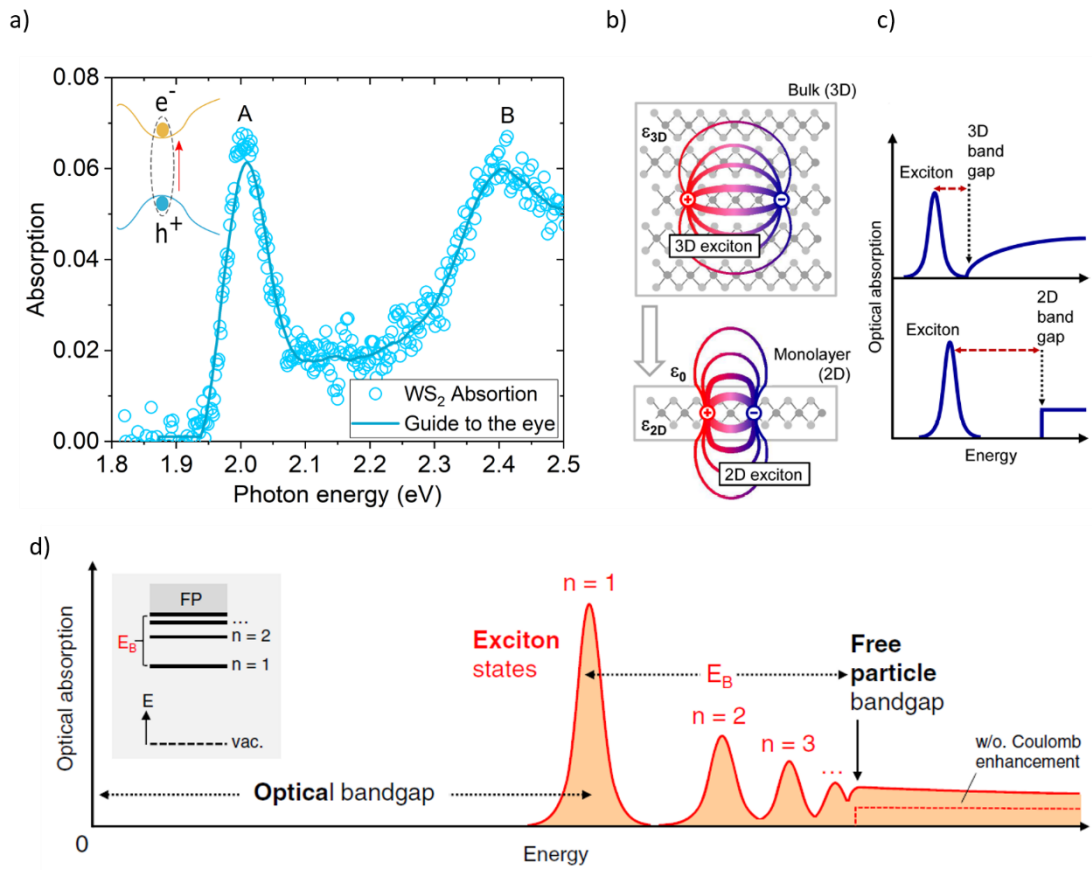 a)
0.08
0.06
0.04
0.02
0.00
Absorption
e-
h+
A
B
WS2 Absortion
Guide to the eye
1.8 1.9 2.0 2.1 2.2 2.3 2.4 2.5
Photon energy (eV)
b)
Bulk (3D)
ε3D
+ -
3D exciton
Monolayer
(2D)
ε0
+ -
ε2D
2D exciton
c)
Optical absorption
Exciton
3D
band
gap
Exciton
2D
band
gap
Energy
d)
Optical absorption
FP
...
EB
n = 2
n = 1
E
vac.
n = 1
Exciton
states
EB
Free
particle
bandgap
n = 2
n = 3
...
w/o. Coulomb
enhancement
Optical bandgap
0
Energy